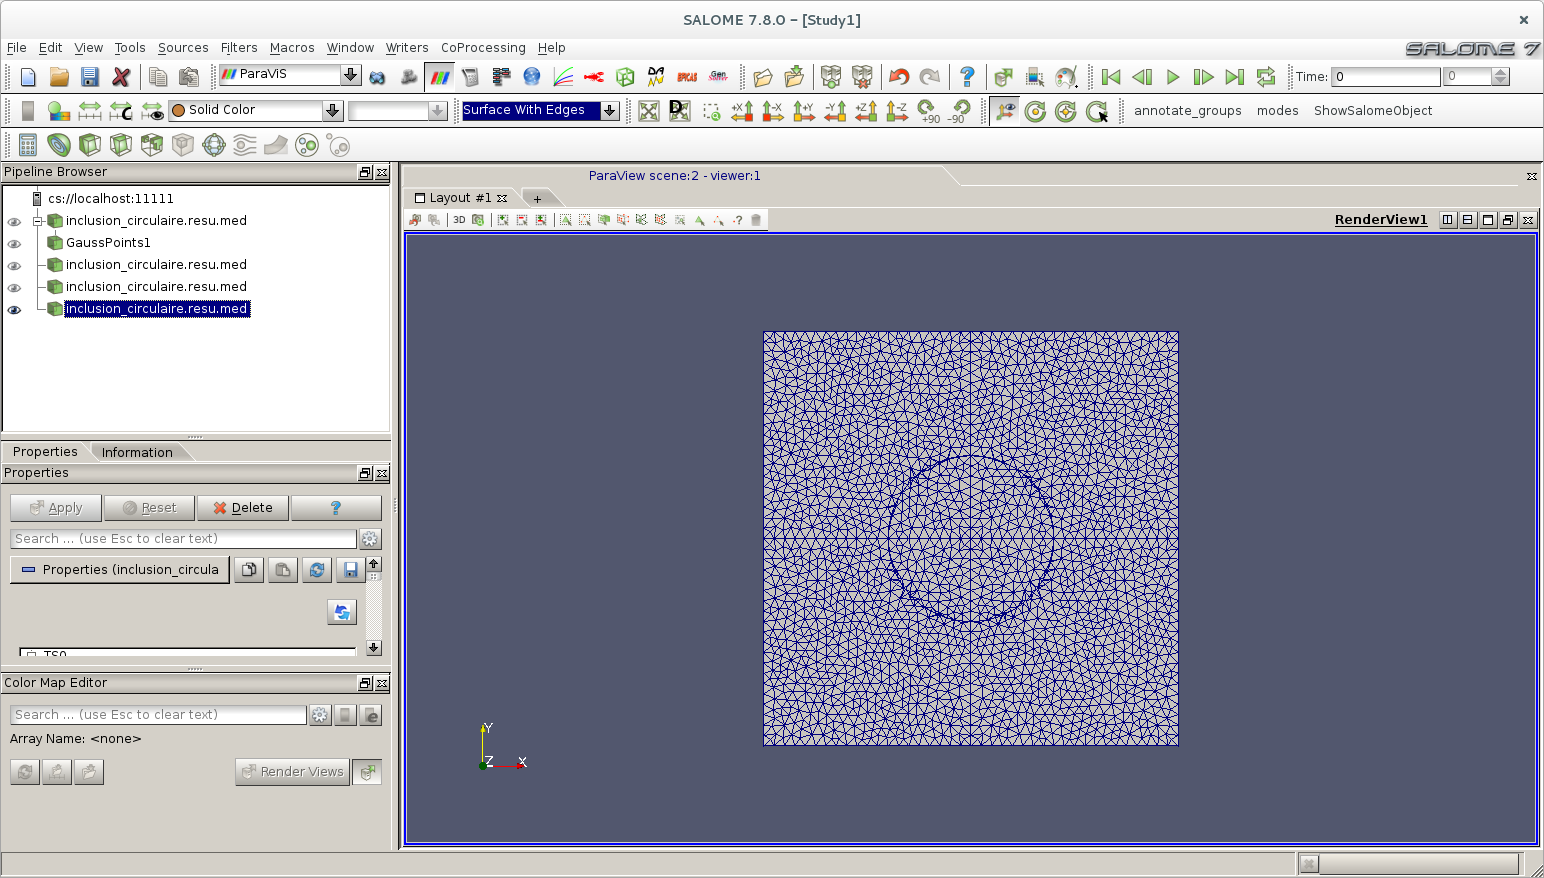 SALOME 7.8.0 – [Study1]
File Edit View Tools Sources Filters Macros Window Writers CoProcessing Help
SALOME 7
ParaViS
Time: 0
0
Solid Color
Surface With Edges
D
+X -X +Y -Y +Z -Z +90 -90
annotate_groups modes ShowSalomeObject
Pipeline Browser
cs://localhost:11111
inclusion_circulaire.resu.med
GaussPoints1
inclusion_circulaire.resu.med
inclusion_circulaire.resu.med
inclusion_circulaire.resu.med
Properties Information
Properties
Apply Reset Delete ?
Search ... (use Esc to clear text)
Properties (inclusion_circula
TS0
Color Map Editor
Search ... (use Esc to clear text)
Array Name: <none>
Render Views
ParaView scene:2 - viewer:1
Layout #1 +
3D ?
RenderView1
Y
Z X